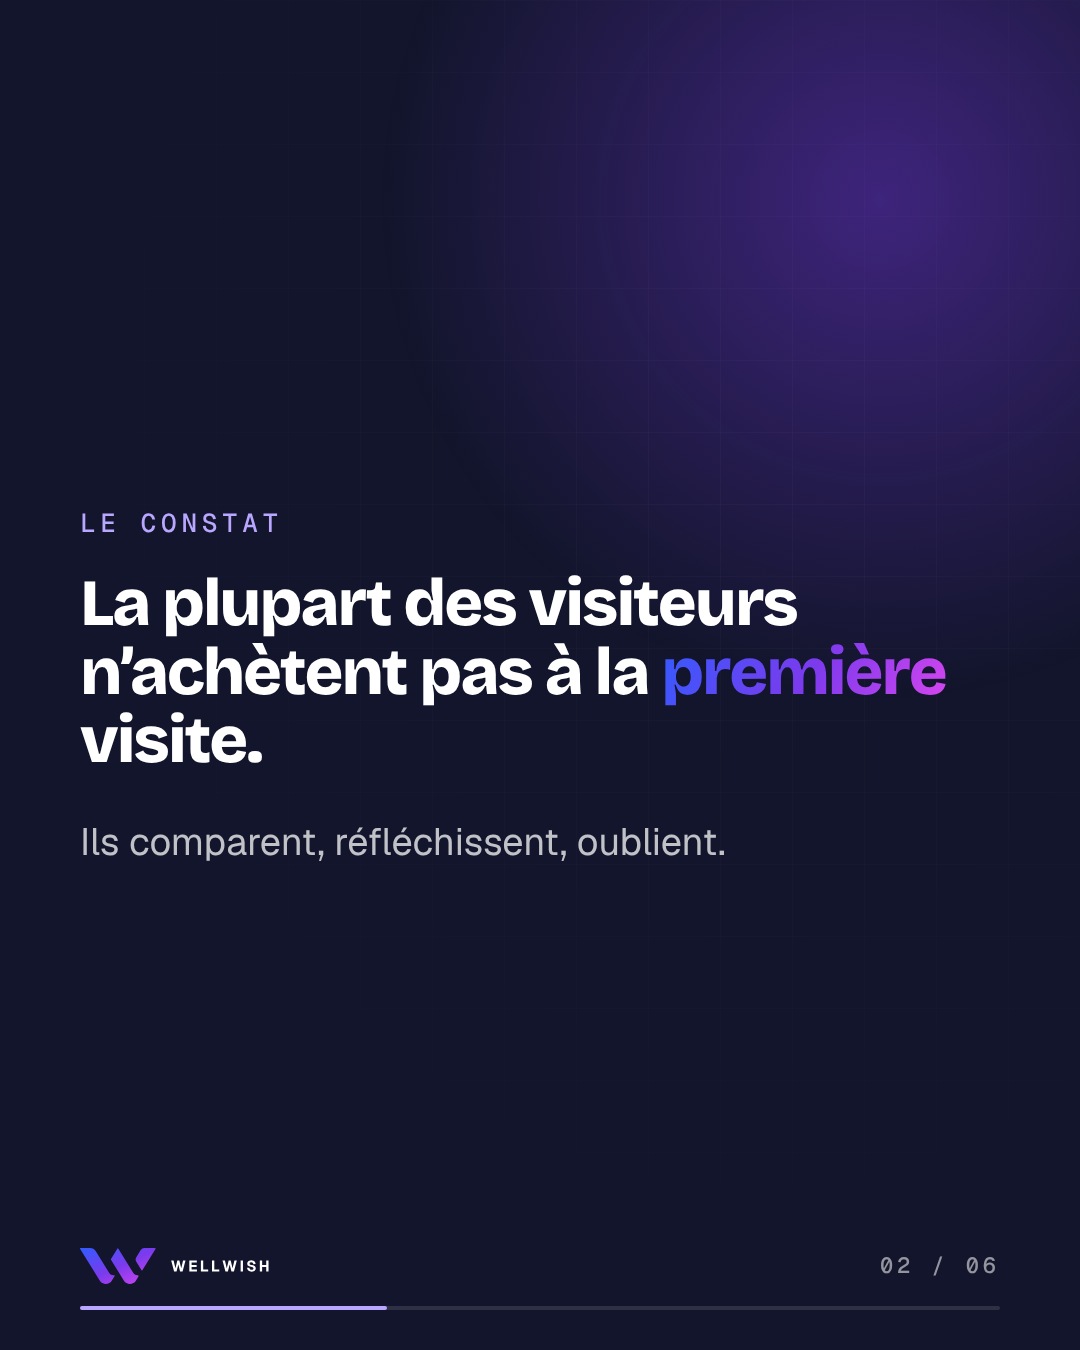 LE CONSTAT
La plupart des visiteurs
n’achètent pas à la première
visite.
Ils comparent, réfléchissent, oublient.
WELLWISH
02 / 06